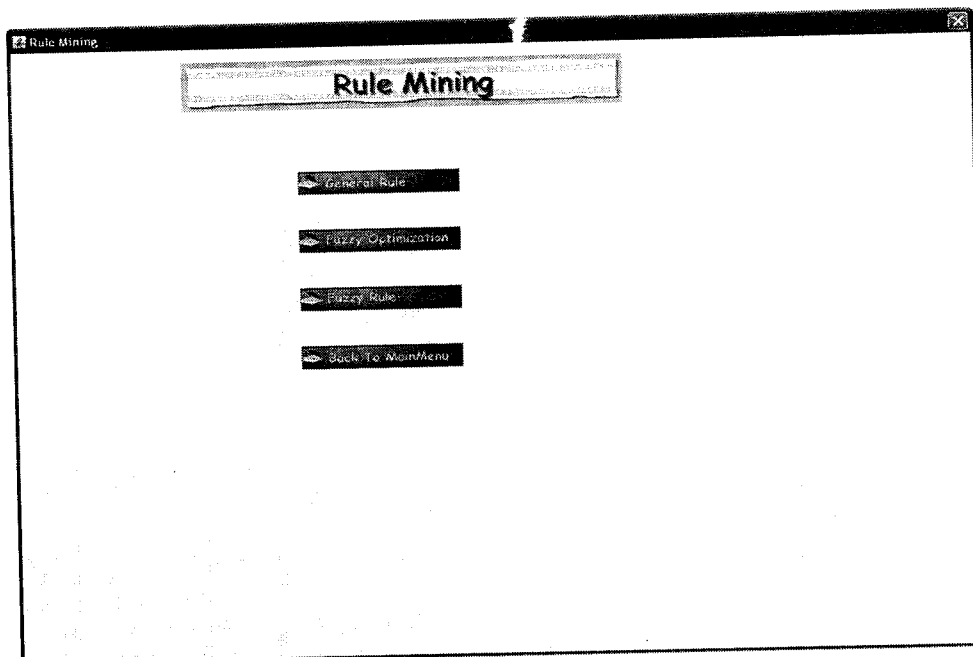 Rule Mining
Rule Mining
General Rule
Fuzzy Optimization
Fuzzy Rule
Back To MainMenu